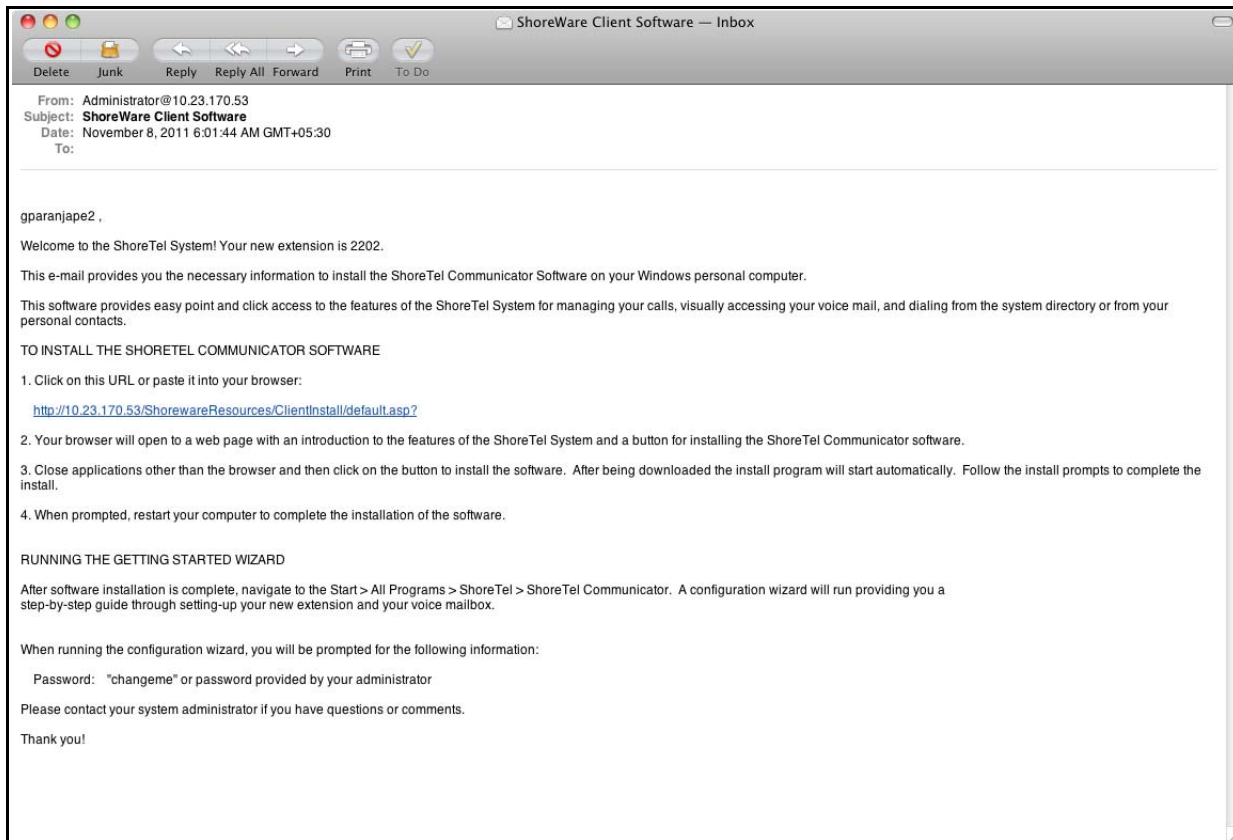 ShoreWare Client Software — Inbox
Delete Junk Reply Reply All Forward Print To Do
From: Administrator@10.23.170.53
Subject: ShoreWare Client Software
Date: November 8, 2011 6:01:44 AM GMT+05:30
To:
gparanjape2 ,
Welcome to the ShoreTel System! Your new extension is 2202.
This e-mail provides you the necessary information to install the ShoreTel Communicator Software on your Windows personal computer.
This software provides easy point and click access to the features of the ShoreTel System for managing your calls, visually accessing your voice mail, and dialing from the system directory or from your
personal contacts.
TO INSTALL THE SHORETEL COMMUNICATOR SOFTWARE
1. Click on this URL or paste it into your browser:
http://10.23.170.53/ShorewareResources/ClientInstall/default.asp?
2. Your browser will open to a web page with an introduction to the features of the ShoreTel System and a button for installing the ShoreTel Communicator software.
3. Close applications other than the browser and then click on the button to install the software.  After being downloaded the install program will start automatically.  Follow the install prompts to complete the
install.
4. When prompted, restart your computer to complete the installation of the software.
RUNNING THE GETTING STARTED WIZARD
After software installation is complete, navigate to the Start > All Programs > ShoreTel > ShoreTel Communicator.  A configuration wizard will run providing you a
step-by-step guide through setting-up your new extension and your voice mailbox.
When running the configuration wizard, you will be prompted for the following information:
Password:   "changeme" or password provided by your administrator
Please contact your system administrator if you have questions or comments.
Thank you!